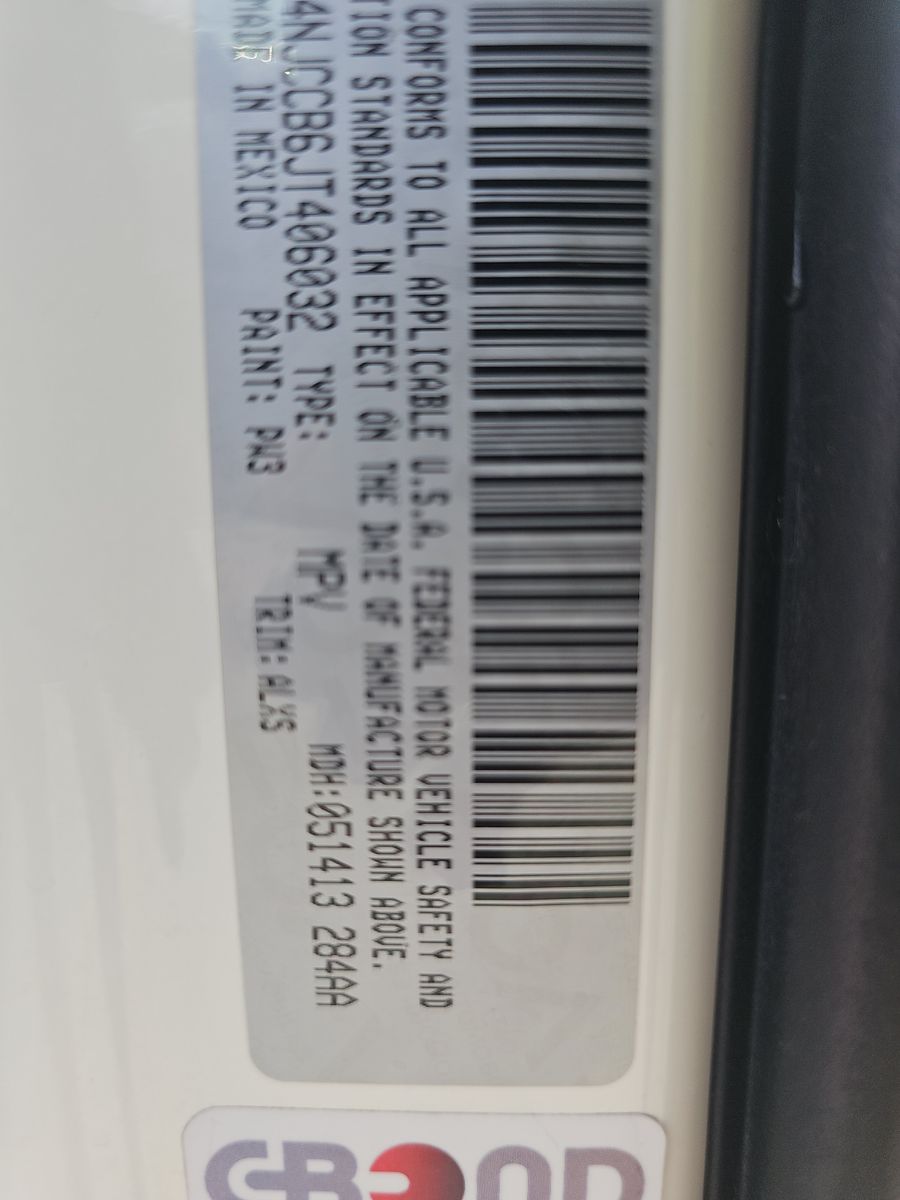 CONFORMS TO ALL APPLICABLE U.S.A. FEDERAL MOTOR VEHICLE SAFETY AND
TION STANDARDS IN EFFECT ON THE DATE OF MANUFACTURE SHOWN ABOVE.
4NJCCB6JT406032 TYPE: MPV MDH:051413 284AA
MADE IN MEXICO PAINT: PW3 TRIM:ALXS